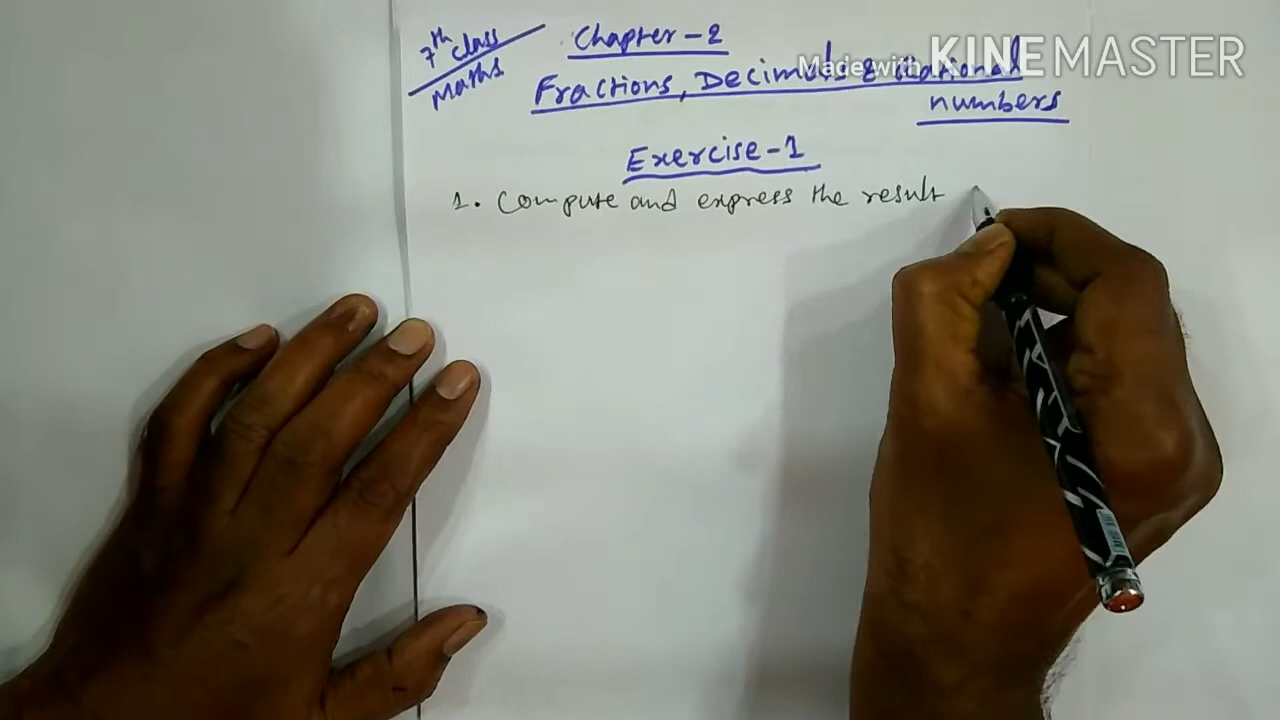 7th class
Maths
Chapter-2
Made with KINEMASTER
Fractions, Decimals & Rational
numbers
Exercise-1
1. Compute and express the result